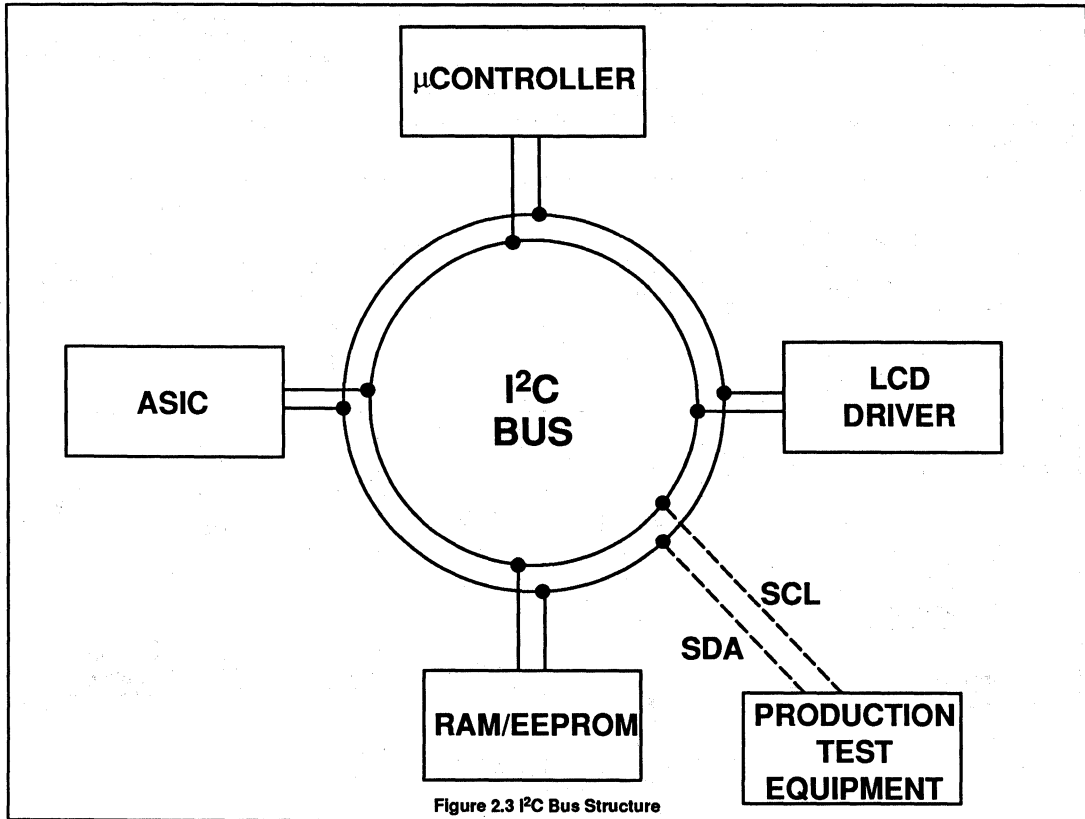 µCONTROLLER
ASIC
I²C
BUS
LCD
DRIVER
SCL
SDA
RAM/EEPROM
PRODUCTION
TEST
EQUIPMENT
Figure 2.3 I²C Bus Structure